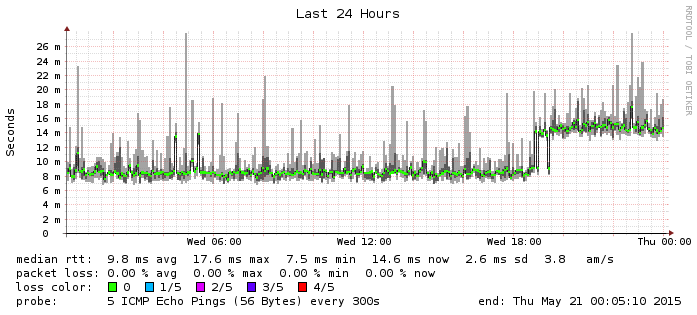 Last 24 Hours
RRDTOOL / TOBI OETIKER
Seconds
26 m
24 m
22 m
20 m
18 m
16 m
14 m
12 m
10 m
8 m
6 m
4 m
2 m
0
Wed 06:00 Wed 12:00 Wed 18:00 Thu 00:00
median rtt: 9.8 ms avg 17.6 ms max 7.5 ms min 14.6 ms now 2.6 ms sd 3.8 am/s
packet loss: 0.00 % avg 0.00 % max 0.00 % min 0.00 % now
loss color: 0 1/5 2/5 3/5 4/5
probe: 5 ICMP Echo Pings (56 Bytes) every 300s end: Thu May 21 00:05:10 2015